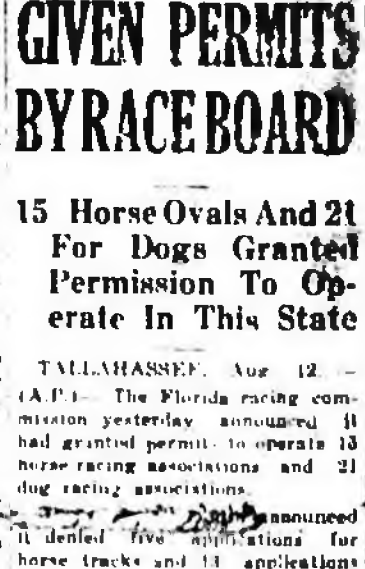 GIVEN PERMITS
BY RACE BOARD
15 Horse Ovals And 21
For Dogs Granted
Permission To Op-
erate In This State
TALLAHASSEE, Aug 12. —
(A.P.)— The Florida racing com-
mission yesterday announced it
had granted permits to operate 15
horse racing associations and 21
dog racing associations.
announced
it denied five applications for
horse tracks and 13 applications